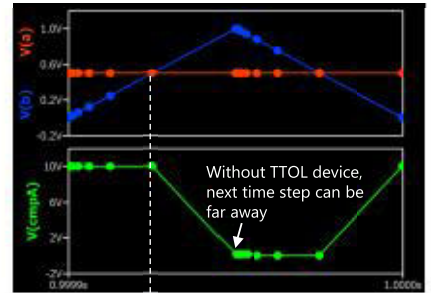 1.0V
0.6V
0.2V
-0.2V
V(a)
V(b)
10V
6V
2V
-2V
V(cmpA)
Without TTOL device,
next time step can be
far away
0.9999s
1.0000s